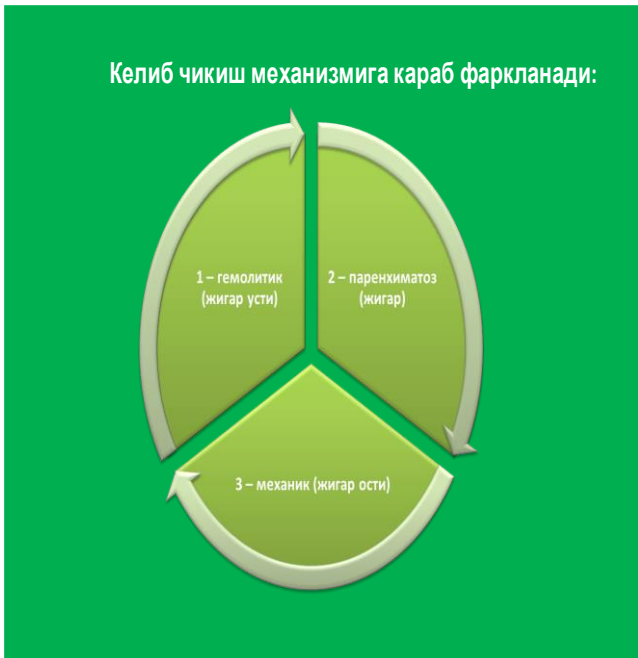 Келиб чикиш механизмига караб фаркланади:
1 – гемолитик
(жигар усти)
2 – паренхиматоз
(жигар)
3 – механик (жигар ости)